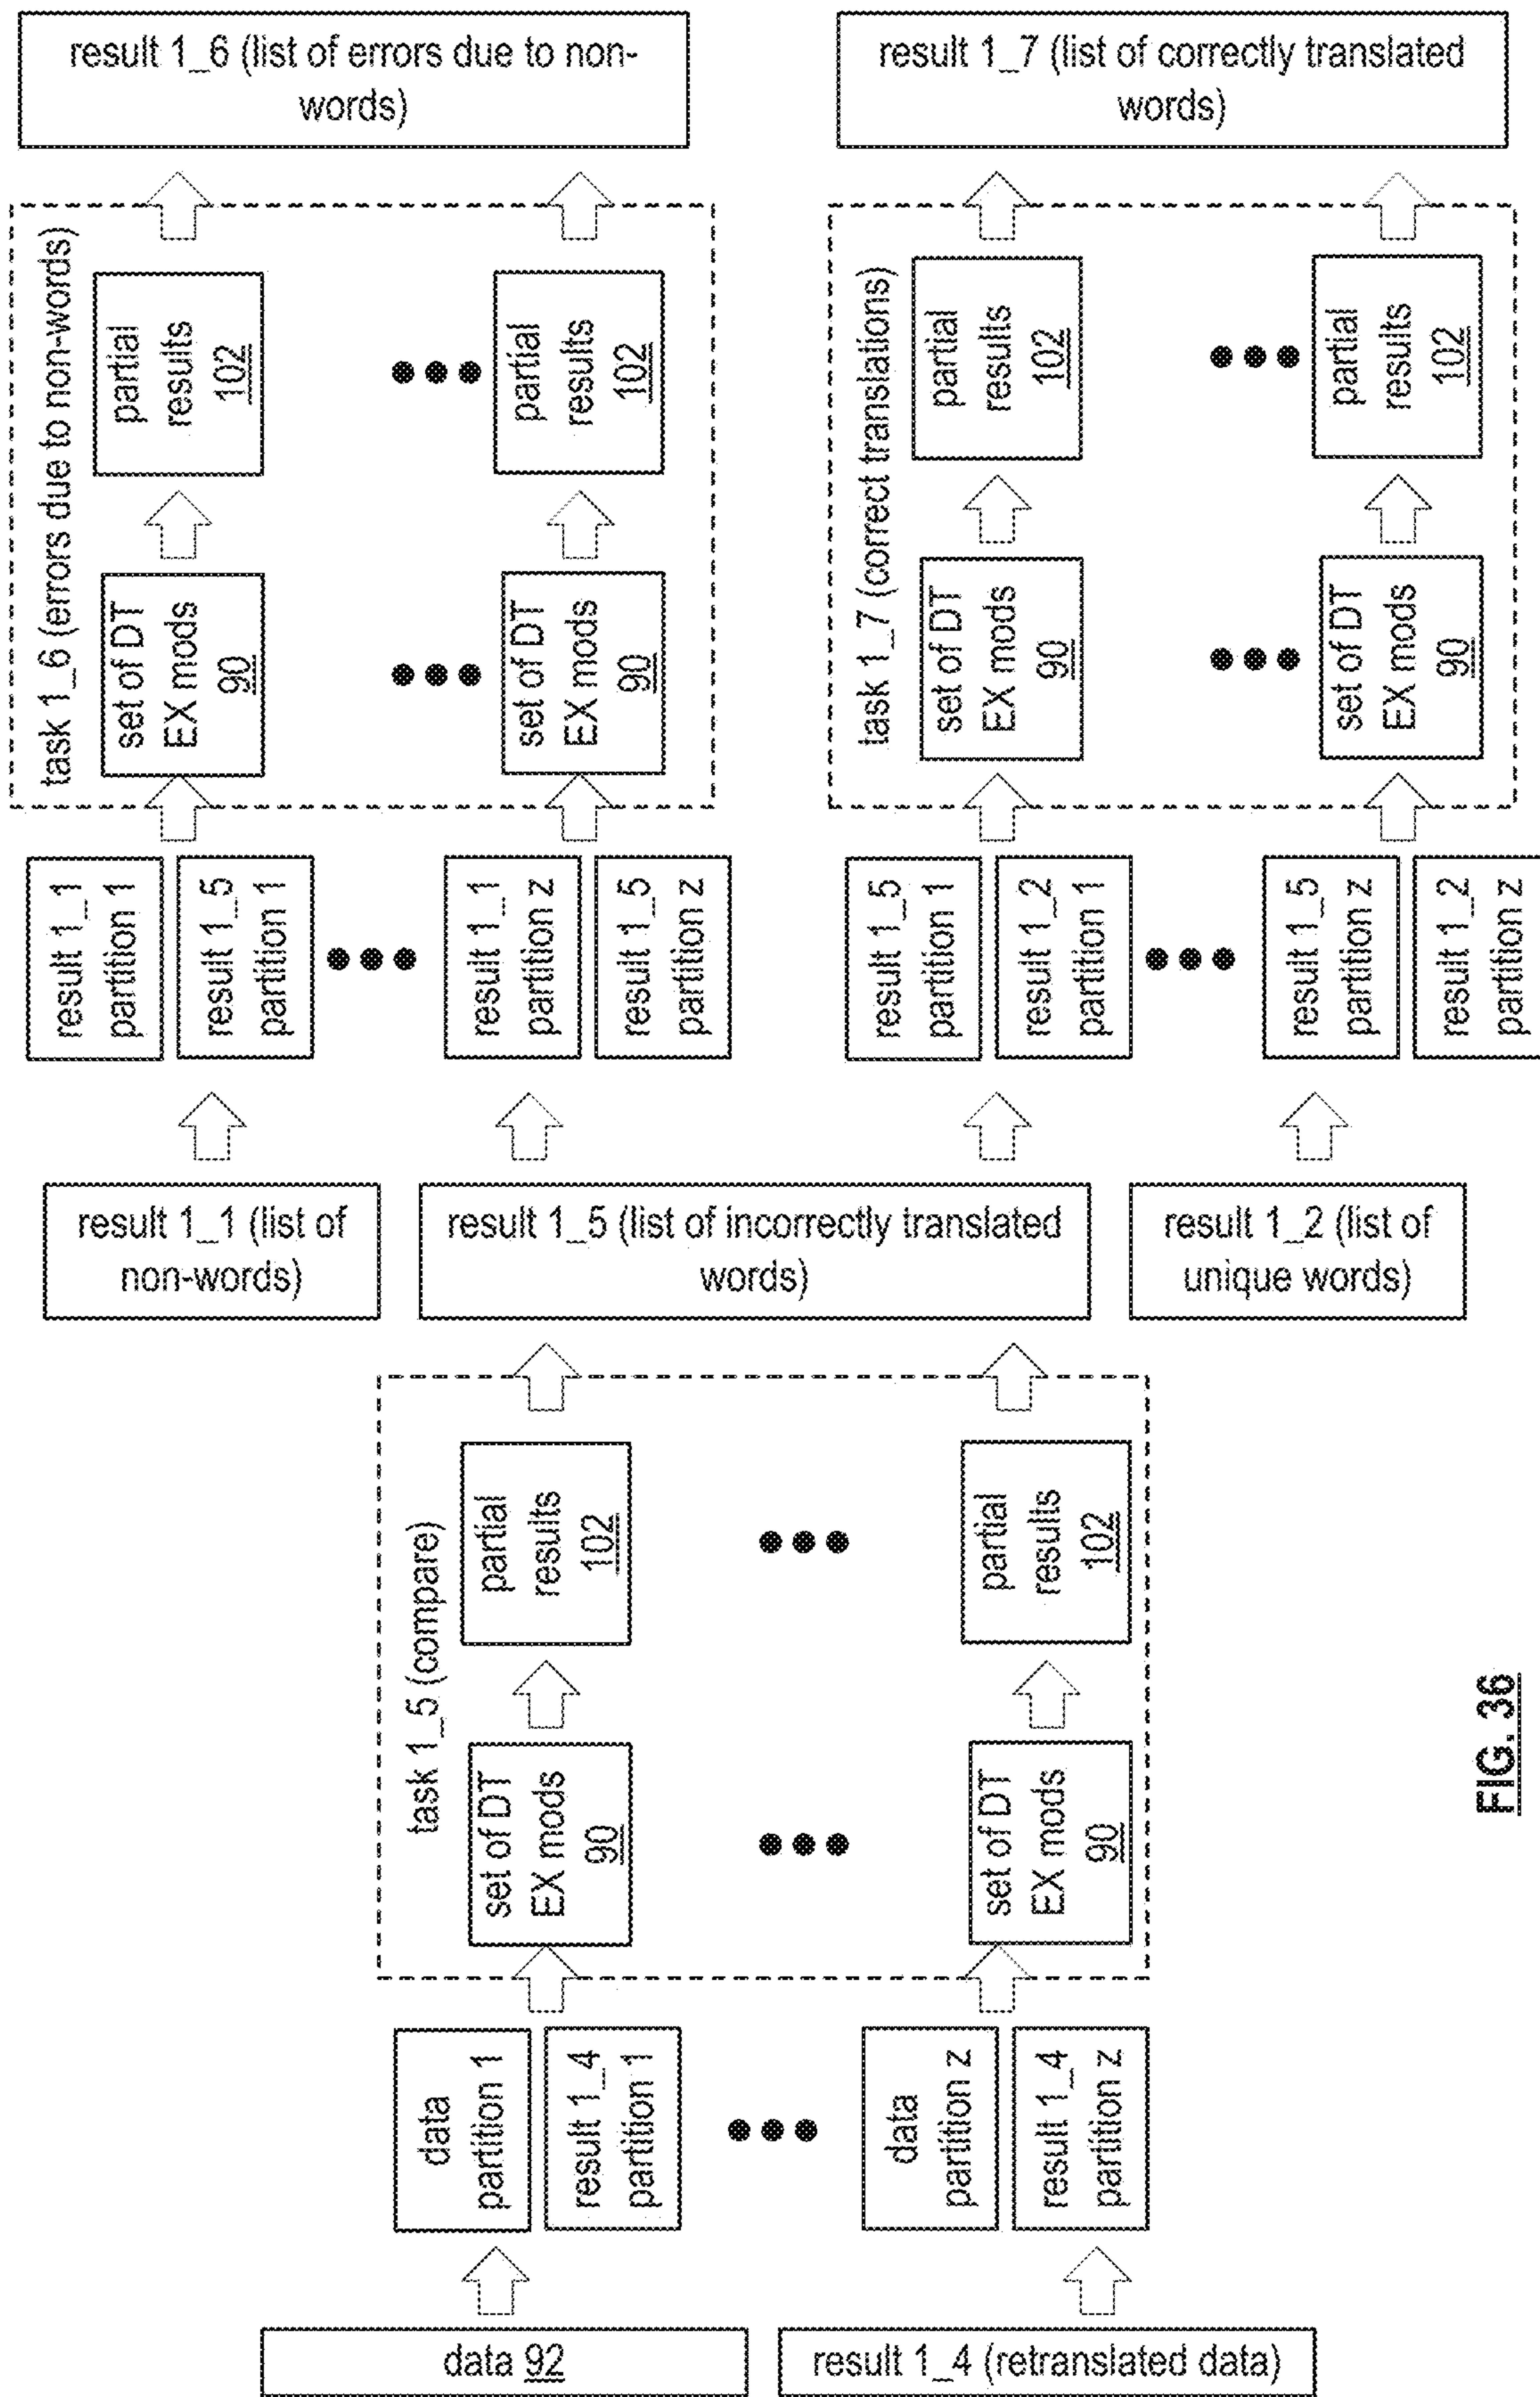 result 1_6 (list of errors due to non-
words)
result 1_7 (list of correctly translated
words)
task 1_6 (errors due to non-words)
partial
results
102
partial
results
102
set of DT
EX mods
90
set of DT
EX mods
90
task 1_7 (correct translations)
partial
results
102
partial
results
102
set of DT
EX mods
90
set of DT
EX mods
90
result 1_1
partition 1
result 1_5
partition 1
result 1_1
partition z
result 1_5
partition z
result 1_5
partition 1
result 1_2
partition 1
result 1_5
partition z
result 1_2
partition z
result 1_1 (list of
non-words)
result 1_5 (list of incorrectly translated
words)
result 1_2 (list of
unique words)
task 1_5 (compare)
partial
results
102
partial
results
102
set of DT
EX mods
90
set of DT
EX mods
90
data
partition 1
result 1_4
partition 1
data
partition z
result 1_4
partition z
data 92
result 1_4 (retranslated data)
FIG. 36